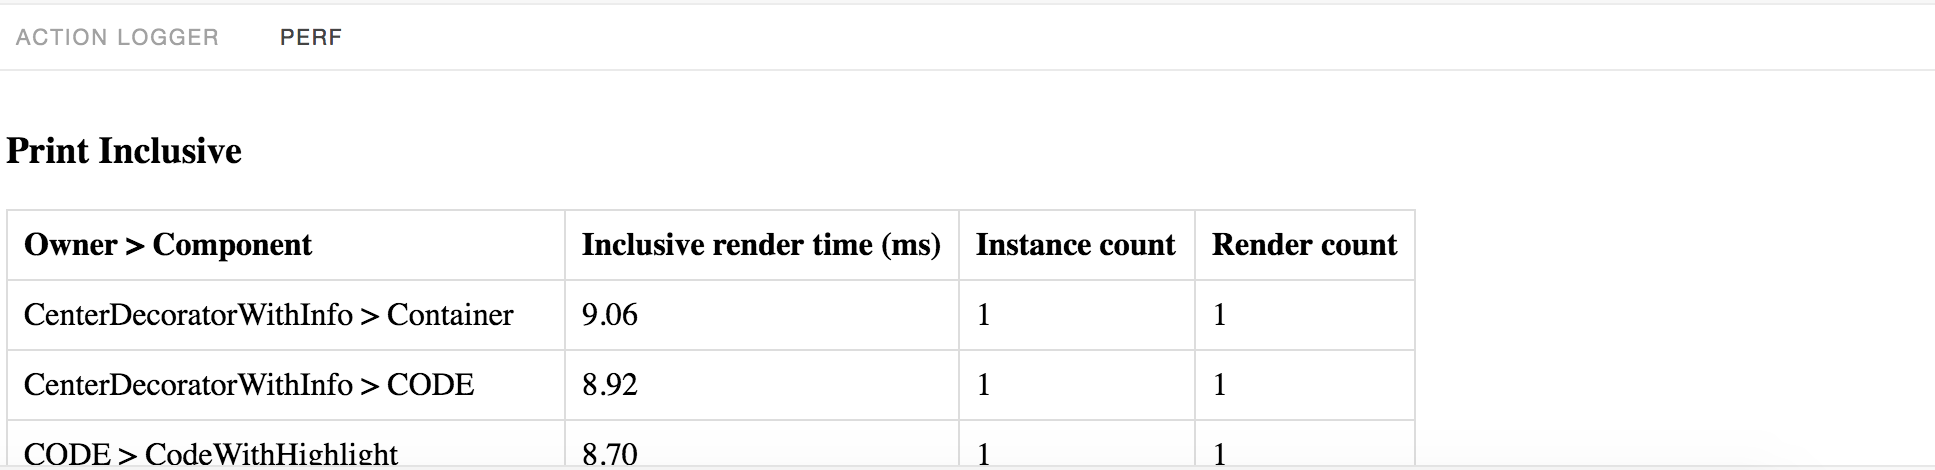 ACTION LOGGER PERF
Print Inclusive
Owner > Component Inclusive render time (ms) Instance count Render count
CenterDecoratorWithInfo > Container 9.06 1 1
CenterDecoratorWithInfo > CODE 8.92 1 1
CODE > CodeWithHighlight 8.70 1 1